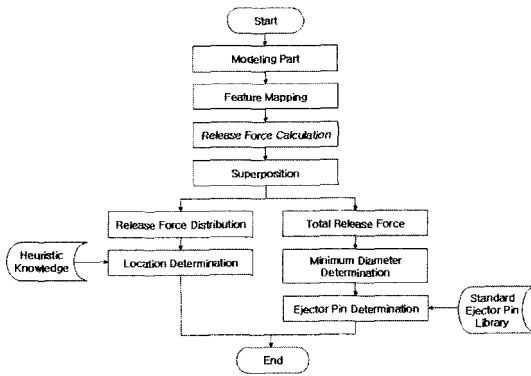 Start
Modeling Part
Feature Mapping
Release Force Calculation
Superposition
Release Force Distribution
Total Release Force
Heuristic
Knowledge
Location Determination
Minimum Diameter
Determination
Ejector Pin Determination
Standard
Ejector Pin
Library
End